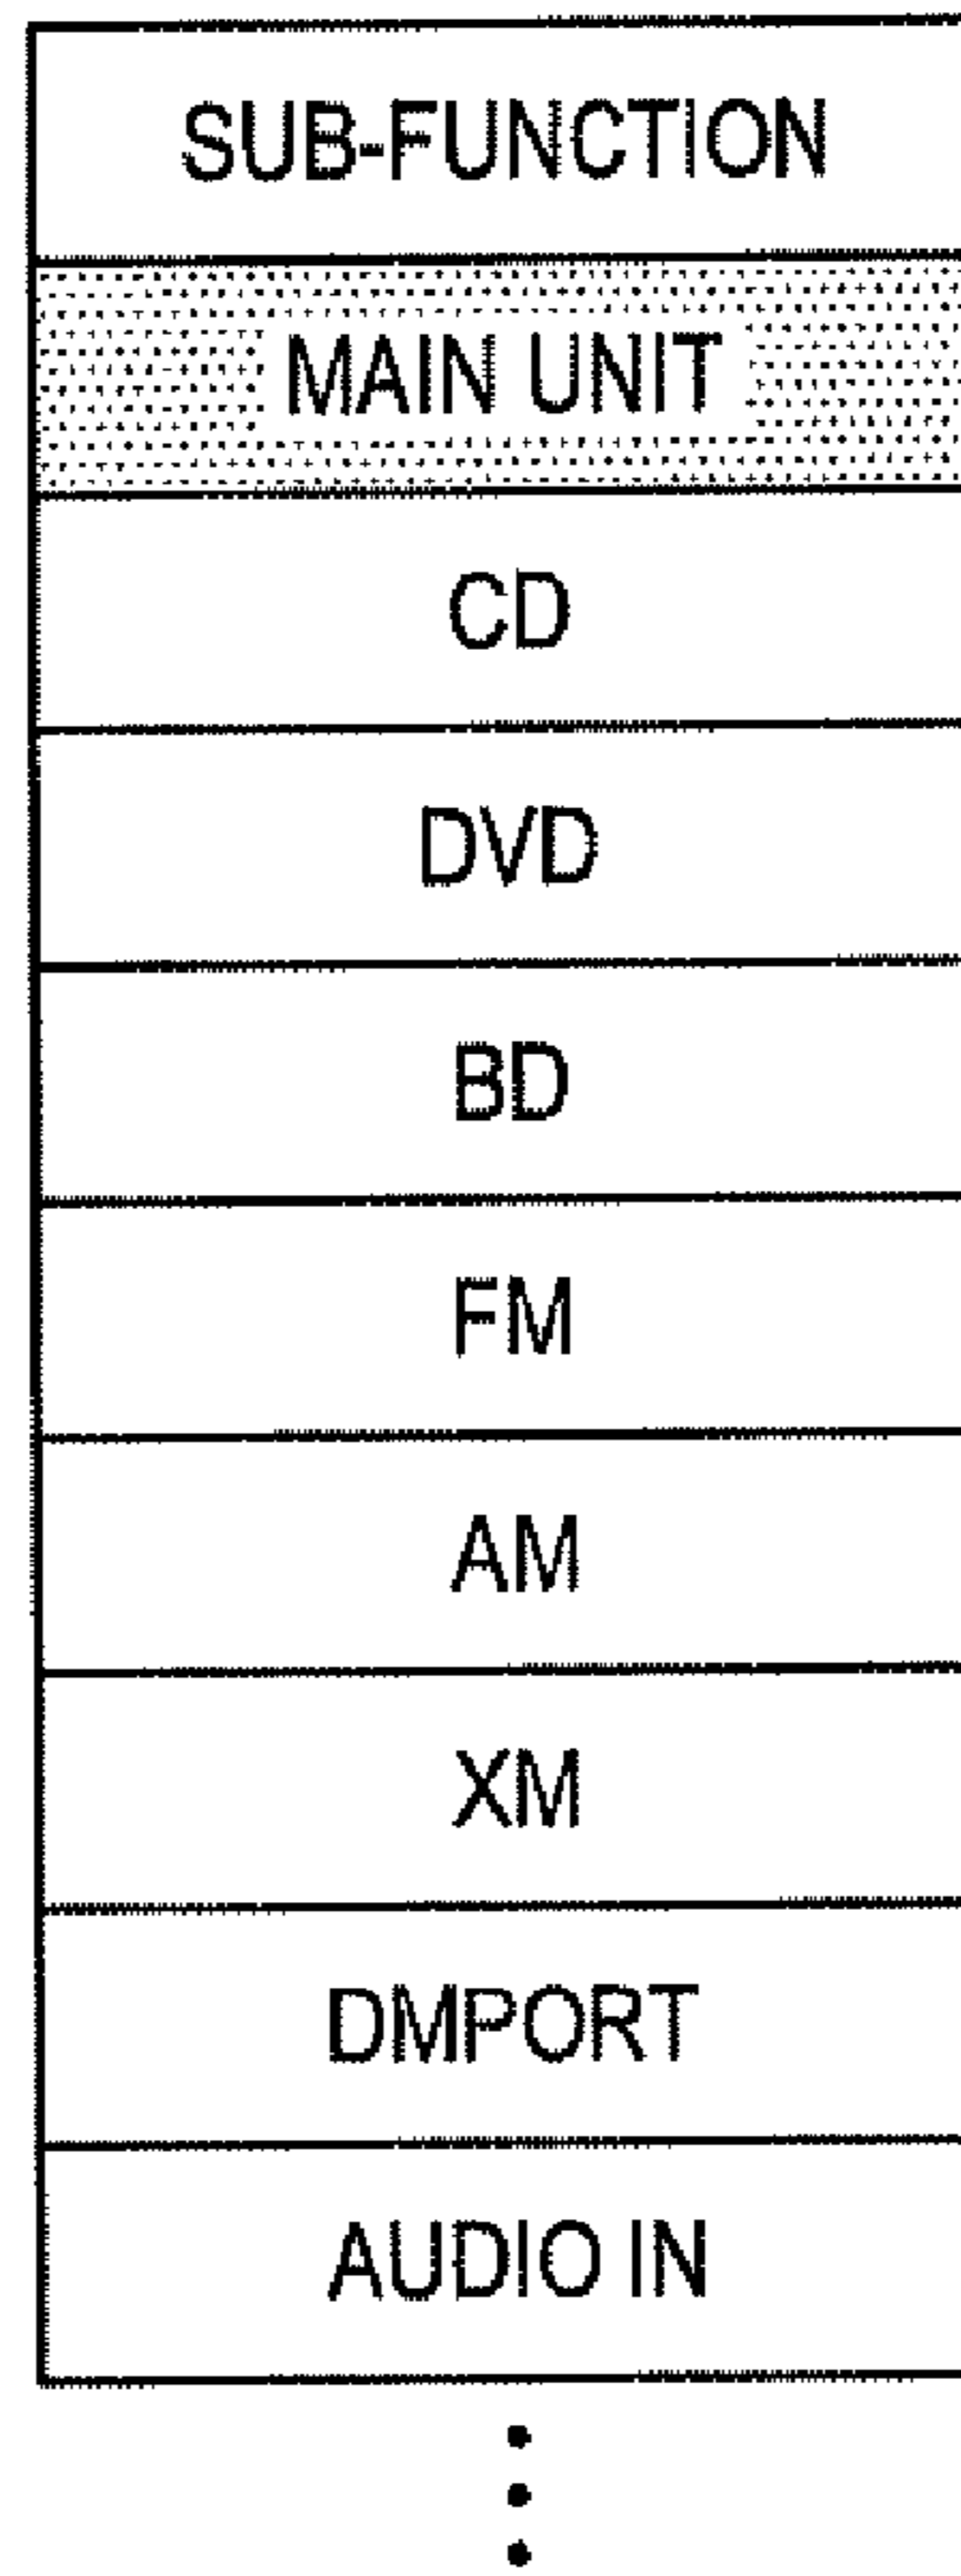 SUB-FUNCTION
MAIN UNIT
CD
DVD
BD
FM
AM
XM
DMPORT
AUDIO IN